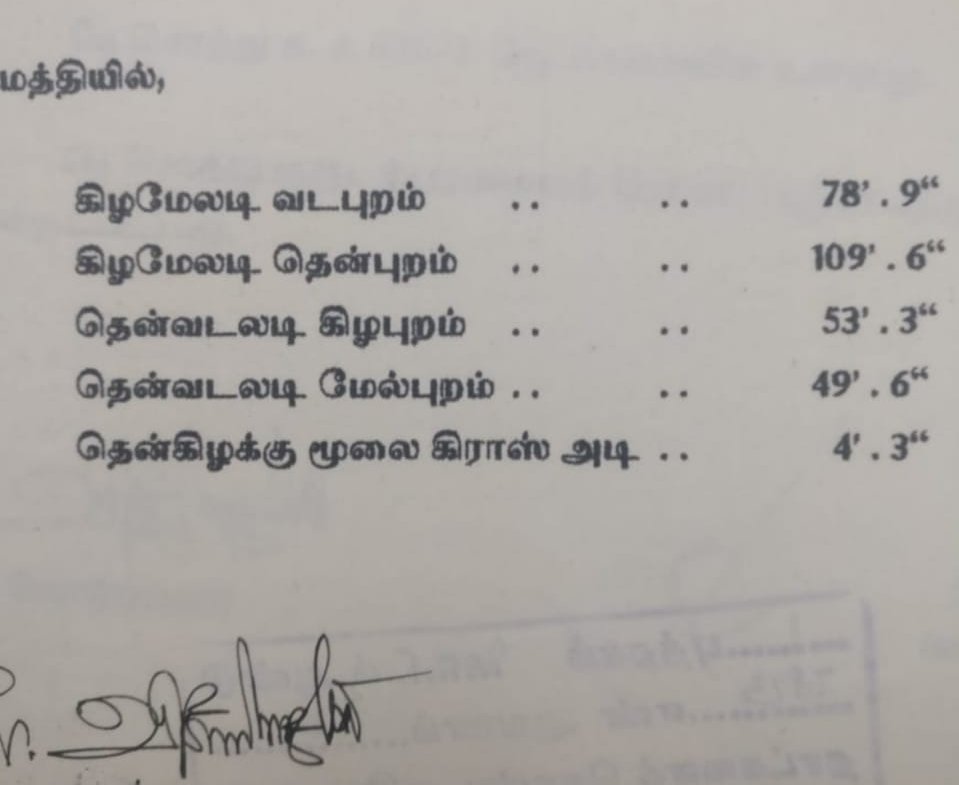 மத்தியில்,
கிழமேலடி வடபுறம் .. .. 78' . 9“
கிழமேலடி தென்புறம் .. .. 109' . 6“
தென்வடலடி கிழபுறம் .. .. 53' . 3“
தென்வடலடி மேல்புறம் .. .. 49' . 6“
தென்கிழக்கு மூலை கிராஸ் அடி .. 4' . 3“